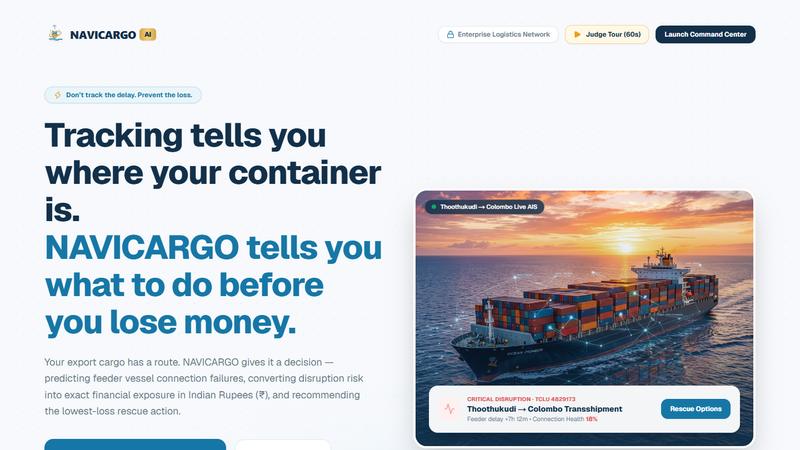 NAVICARGO AI
Enterprise Logistics Network
Judge Tour (60s)
Launch Command Center
Don't track the delay. Prevent the loss.
Tracking tells you
where your container
is.
NAVICARGO tells you
what to do before
you lose money.
Your export cargo has a route. NAVICARGO gives it a decision —
predicting feeder vessel connection failures, converting disruption risk
into exact financial exposure in Indian Rupees (₹), and recommending
the lowest-loss rescue action.
Thoothukudi → Colombo Live AIS
CRITICAL DISRUPTION · TCLU 4829173
Thoothukudi → Colombo Transshipment
Feeder delay +7h 12m · Connection Health 18%
Rescue Options